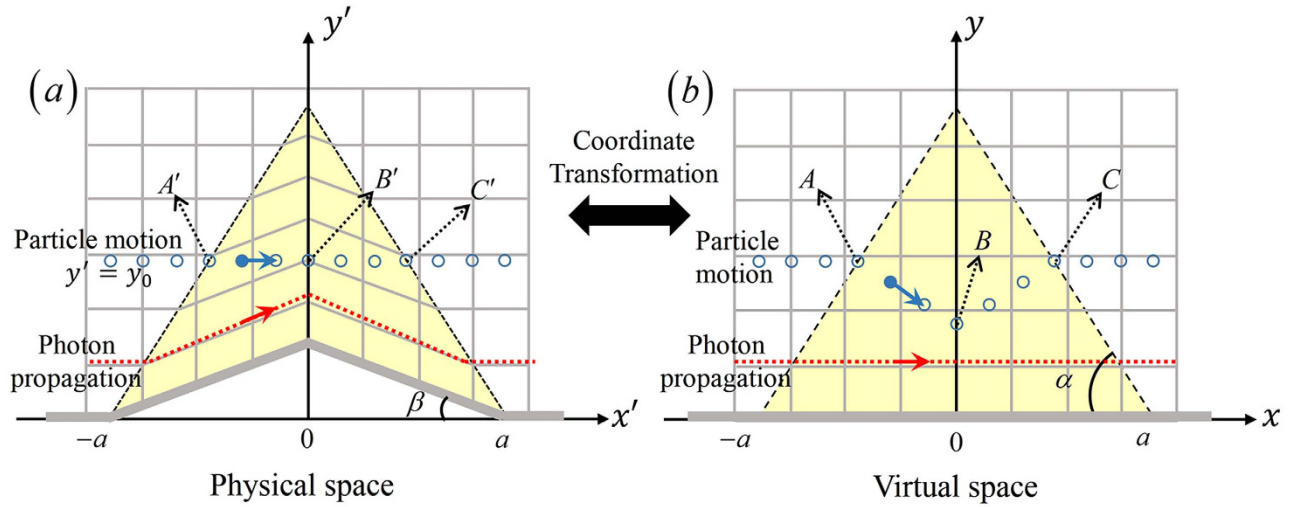 (a)
y′
A′
B′
C′
Particle motion
y′ = y₀
Photon
propagation
β
x′
−a
0
a
Physical space
Coordinate
Transformation
(b)
y
A
B
C
Particle
motion
Photon
propagation
α
x
−a
0
a
Virtual space